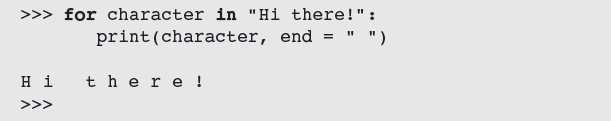 >>> for character in "Hi there!":
        print(character, end = " ")
H i   t h e r e !
>>>